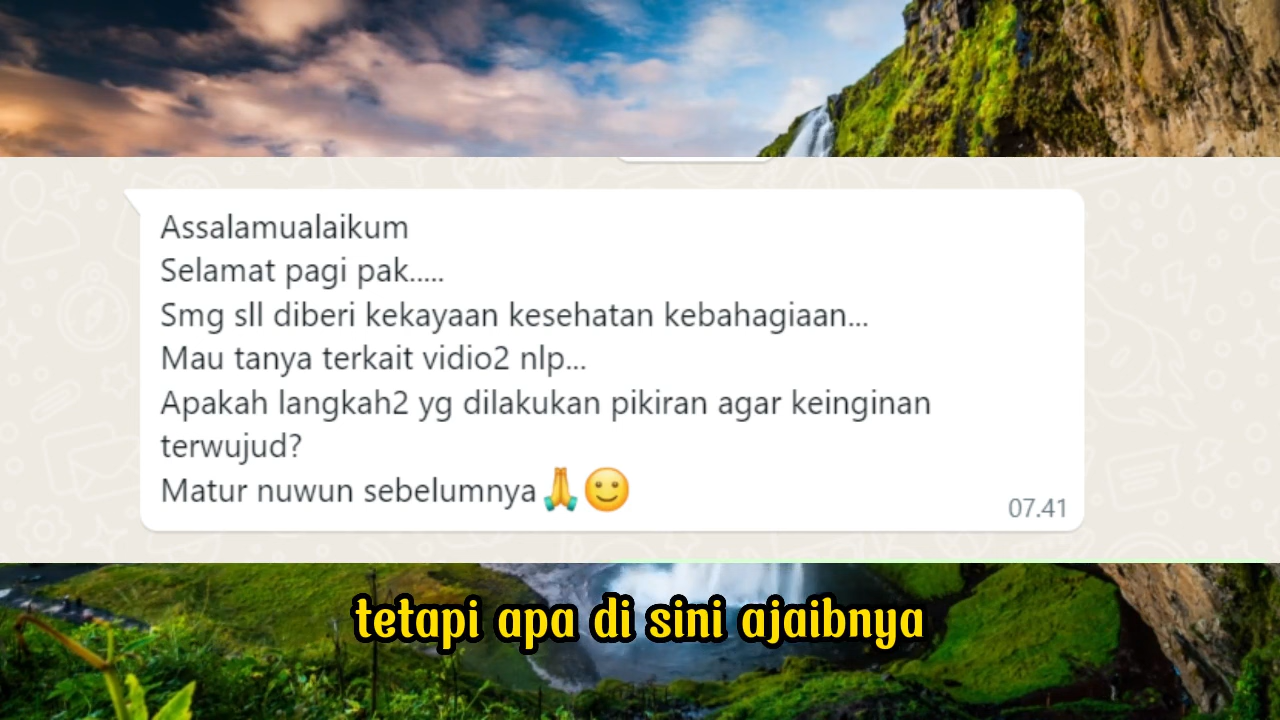 Assalamualaikum
Selamat pagi pak.....
Smg sll diberi kekayaan kesehatan kebahagiaan...
Mau tanya terkait vidio2 nlp...
Apakah langkah2 yg dilakukan pikiran agar keinginan
terwujud?
Matur nuwun sebelumnya🙏🙂
07.41
tetapi apa di sini ajaibnya